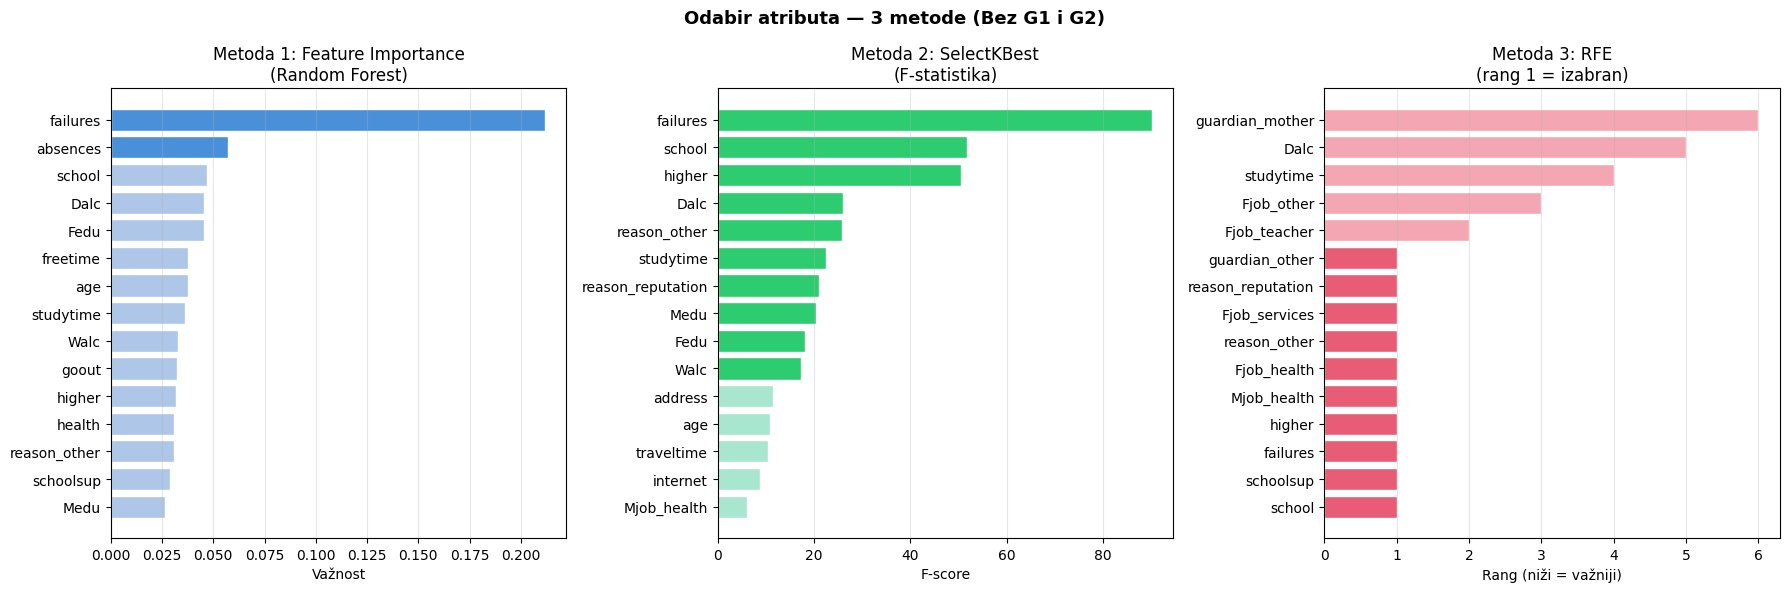 Odabir atributa — 3 metode (Bez G1 i G2)
Metoda 1: Feature Importance
(Random Forest)
failures
absences
school
Dalc
Fedu
freetime
age
studytime
Walc
goout
higher
health
reason_other
schoolsup
Medu
0.000 0.025 0.050 0.075 0.100 0.125 0.150 0.175 0.200
Važnost
Metoda 2: SelectKBest
(F-statistika)
failures
school
higher
Dalc
reason_other
studytime
reason_reputation
Medu
Fedu
Walc
address
age
traveltime
internet
Mjob_health
0 20 40 60 80
F-score
Metoda 3: RFE
(rang 1 = izabran)
guardian_mother
Dalc
studytime
Fjob_other
Fjob_teacher
guardian_other
reason_reputation
Fjob_services
reason_other
Fjob_health
Mjob_health
higher
failures
schoolsup
school
0 1 2 3 4 5 6
Rang (niži = važniji)